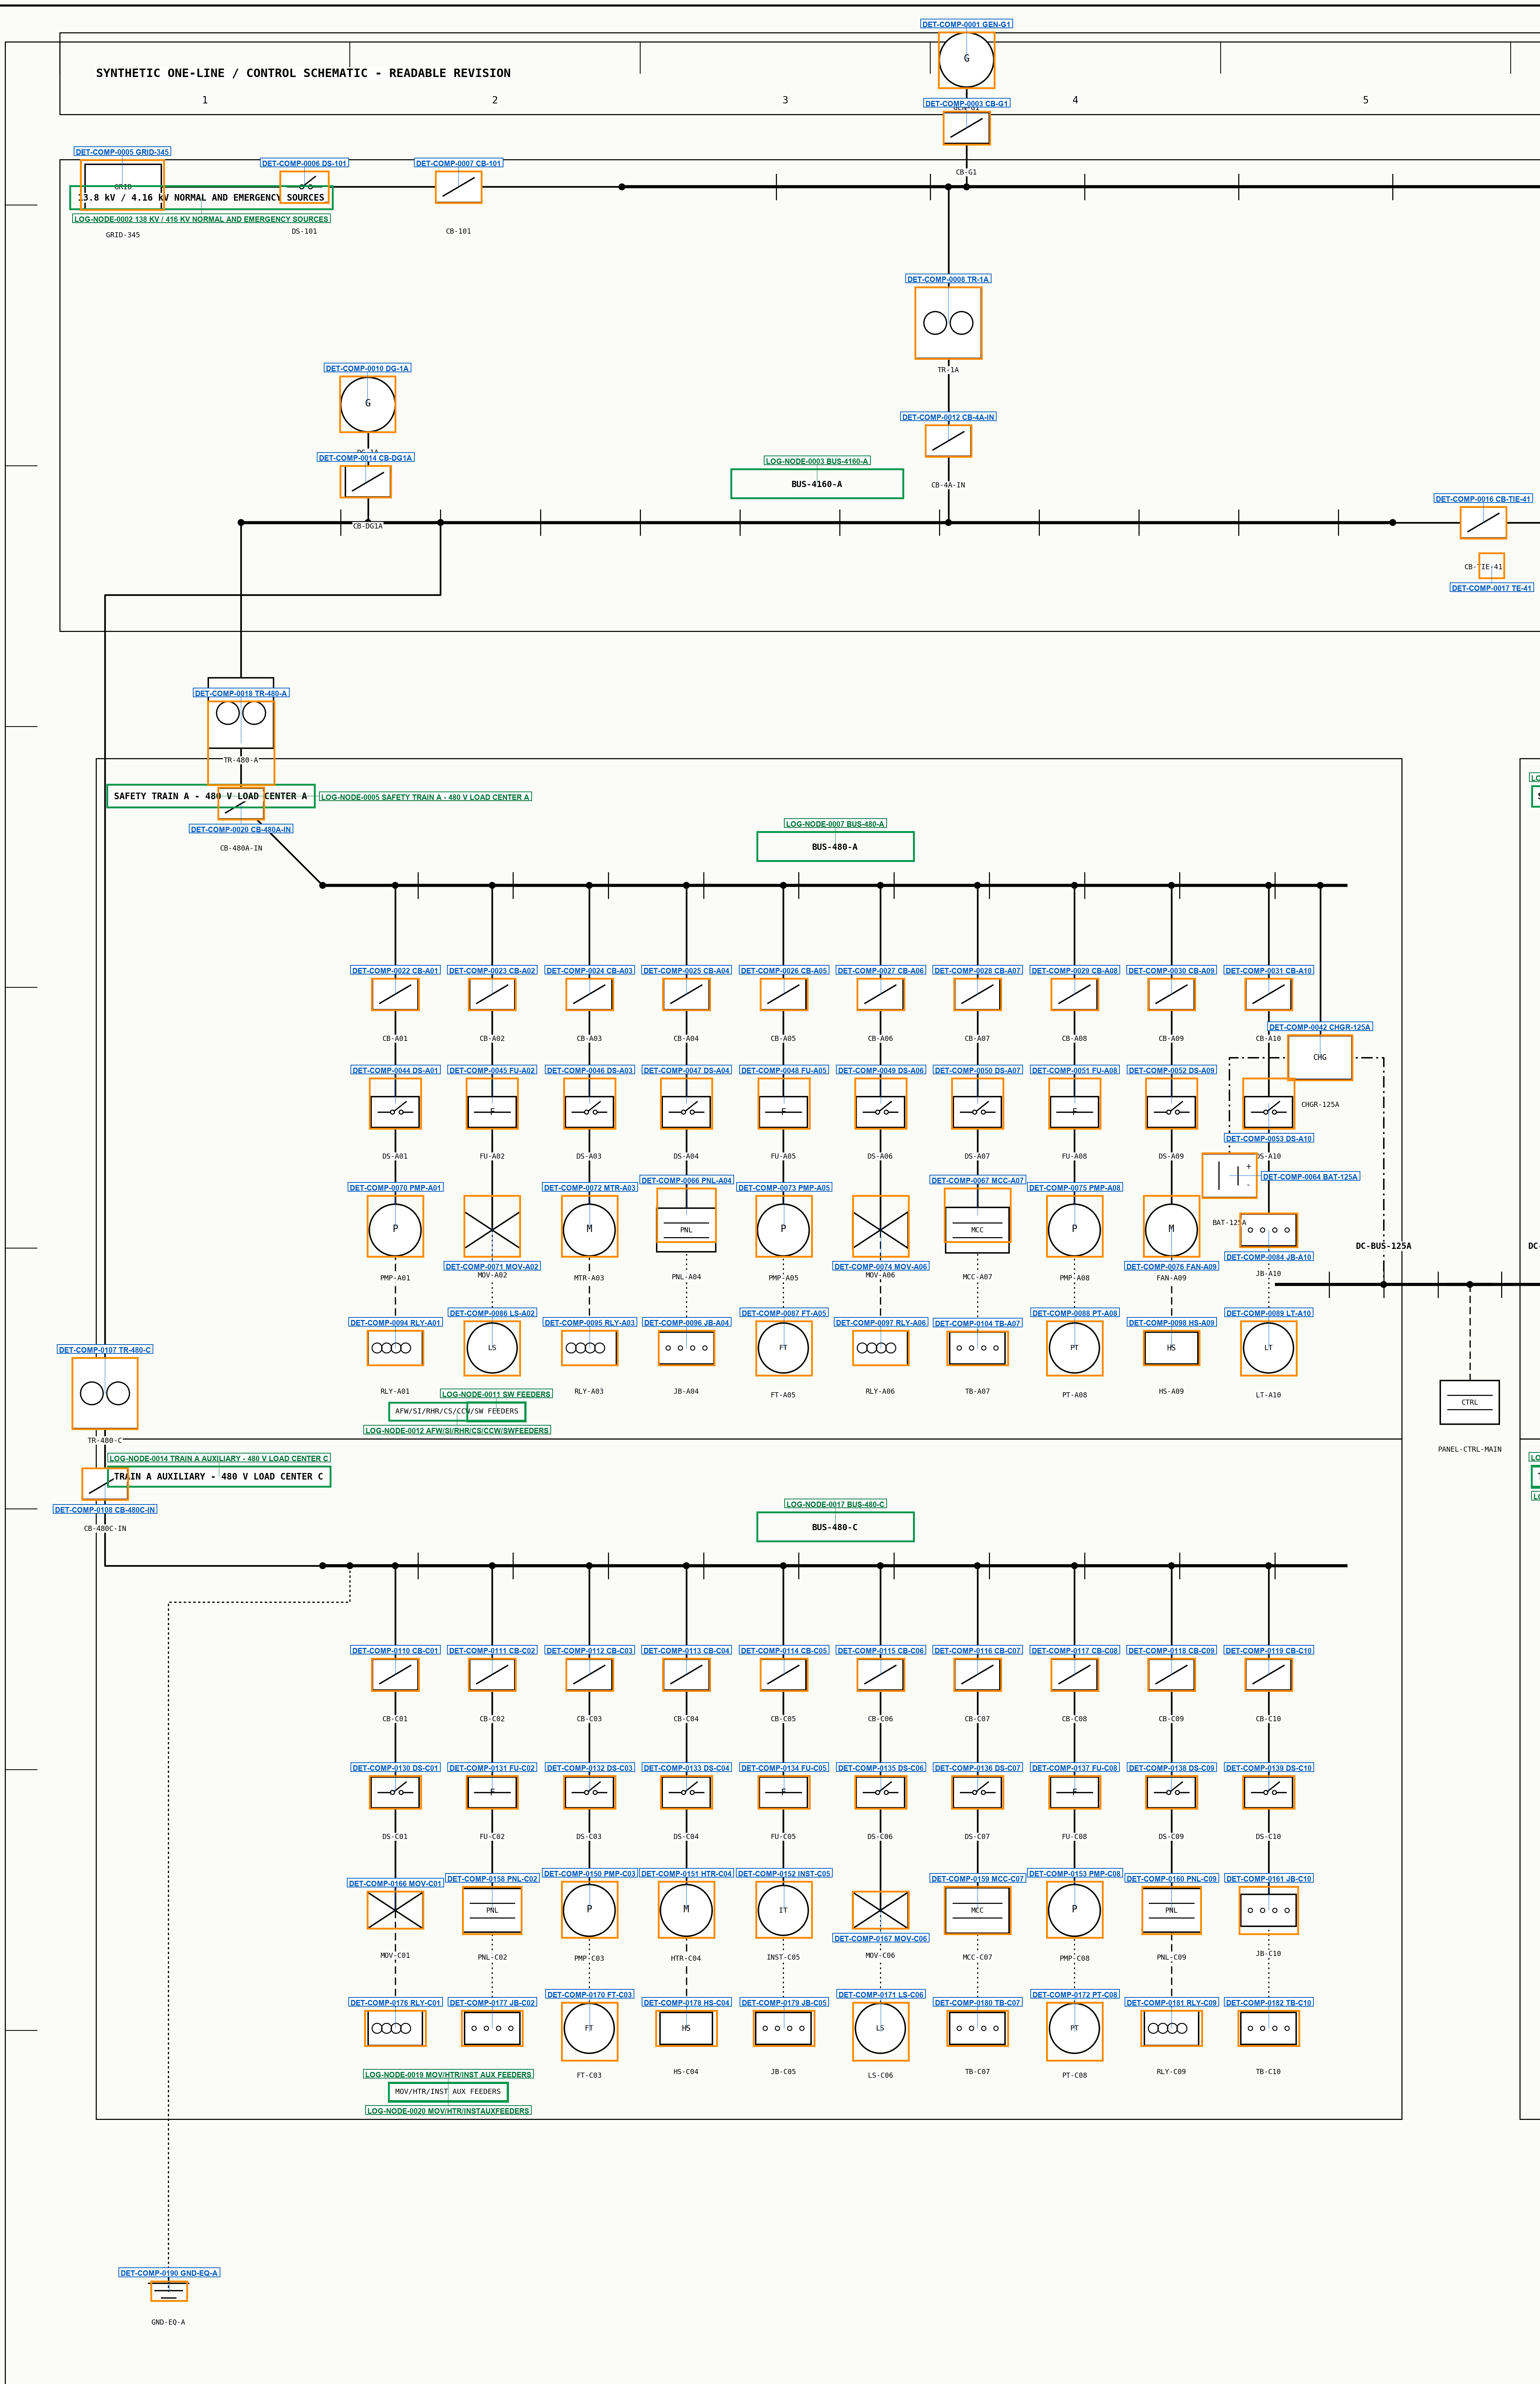 DET-COMP-0001 GEN-G1
G
SYNTHETIC ONE-LINE / CONTROL SCHEMATIC - READABLE REVISION
1 2 3 4 5
DET-COMP-0003 CB-G1
CB-G1
DET-COMP-0005 GRID-345
DET-COMP-0006 DS-101
DET-COMP-0007 CB-101
GRID
13.8 kV / 4.16 kV NORMAL AND EMERGENCY SOURCES
LOG-NODE-0002 138 KV / 416 KV NORMAL AND EMERGENCY SOURCES
GRID-345
DS-101
CB-101
DET-COMP-0008 TR-1A
TR-1A
DET-COMP-0010 DG-1A
G
DET-COMP-0014 CB-DG1A
CB-DG1A
DET-COMP-0012 CB-4A-IN
CB-4A-IN
LOG-NODE-0003 BUS-4160-A
BUS-4160-A
DET-COMP-0016 CB-TIE-41
CB-TIE-41
DET-COMP-0017 TE-41
DET-COMP-0018 TR-480-A
TR-480-A
SAFETY TRAIN A - 480 V LOAD CENTER A
LOG-NODE-0005 SAFETY TRAIN A - 480 V LOAD CENTER A
DET-COMP-0020 CB-480A-IN
CB-480A-IN
LOG-NODE-0007 BUS-480-A
BUS-480-A
DET-COMP-0022 CB-A01 DET-COMP-0023 CB-A02 DET-COMP-0024 CB-A03 DET-COMP-0025 CB-A04 DET-COMP-0026 CB-A05 DET-COMP-0027 CB-A06 DET-COMP-0028 CB-A07 DET-COMP-0029 CB-A08 DET-COMP-0030 CB-A09 DET-COMP-0031 CB-A10
CB-A01 CB-A02 CB-A03 CB-A04 CB-A05 CB-A06 CB-A07 CB-A08 CB-A09 CB-A10
DET-COMP-0042 CHGR-125A
CHG
CHGR-125A
DET-COMP-0044 DS-A01 DET-COMP-0045 FU-A02 DET-COMP-0046 DS-A03 DET-COMP-0047 DS-A04 DET-COMP-0048 FU-A05 DET-COMP-0049 DS-A06 DET-COMP-0050 DS-A07 DET-COMP-0051 FU-A08 DET-COMP-0052 DS-A09
F F F
DET-COMP-0053 DS-A10
DS-A01 FU-A02 DS-A03 DS-A04 FU-A05 DS-A06 DS-A07 FU-A08 DS-A09 DS-A10
DET-COMP-0064 BAT-125A
+
-
BAT-125A
DET-COMP-0070 PMP-A01 DET-COMP-0072 MTR-A03 DET-COMP-0066 PNL-A04 DET-COMP-0073 PMP-A05 DET-COMP-0067 MCC-A07 DET-COMP-0075 PMP-A08
P M PNL P MCC P M
DET-COMP-0071 MOV-A02 DET-COMP-0074 MOV-A06 DET-COMP-0076 FAN-A09 DET-COMP-0084 JB-A10
PMP-A01 MOV-A02 MTR-A03 PNL-A04 PMP-A05 MOV-A06 MCC-A07 PMP-A08 FAN-A09 JB-A10
DC-BUS-125A
DC-
DET-COMP-0094 RLY-A01 DET-COMP-0086 LS-A02 DET-COMP-0095 RLY-A03 DET-COMP-0096 JB-A04 DET-COMP-0087 FT-A05 DET-COMP-0097 RLY-A06 DET-COMP-0104 TB-A07 DET-COMP-0088 PT-A08 DET-COMP-0098 HS-A09 DET-COMP-0089 LT-A10
LS FT PT HS LT
RLY-A01 RLY-A03 JB-A04 FT-A05 RLY-A06 TB-A07 PT-A08 HS-A09 LT-A10
LOG-NODE-0011 SW FEEDERS
AFW/SI/RHR/CS/CCW/SW FEEDERS
LOG-NODE-0012 AFW/SI/RHR/CS/CCW/SWFEEDERS
CTRL
PANEL-CTRL-MAIN
DET-COMP-0107 TR-480-C
TR-480-C
LOG-NODE-0014 TRAIN A AUXILIARY - 480 V LOAD CENTER C
TRAIN A AUXILIARY - 480 V LOAD CENTER C
DET-COMP-0108 CB-480C-IN
CB-480C-IN
LOG-NODE-0017 BUS-480-C
BUS-480-C
DET-COMP-0110 CB-C01 DET-COMP-0111 CB-C02 DET-COMP-0112 CB-C03 DET-COMP-0113 CB-C04 DET-COMP-0114 CB-C05 DET-COMP-0115 CB-C06 DET-COMP-0116 CB-C07 DET-COMP-0117 CB-C08 DET-COMP-0118 CB-C09 DET-COMP-0119 CB-C10
CB-C01 CB-C02 CB-C03 CB-C04 CB-C05 CB-C06 CB-C07 CB-C08 CB-C09 CB-C10
DET-COMP-0130 DS-C01 DET-COMP-0131 FU-C02 DET-COMP-0132 DS-C03 DET-COMP-0133 DS-C04 DET-COMP-0134 FU-C05 DET-COMP-0135 DS-C06 DET-COMP-0136 DS-C07 DET-COMP-0137 FU-C08 DET-COMP-0138 DS-C09 DET-COMP-0139 DS-C10
F F F
DS-C01 FU-C02 DS-C03 DS-C04 FU-C05 DS-C06 DS-C07 FU-C08 DS-C09 DS-C10
DET-COMP-0166 MOV-C01 DET-COMP-0158 PNL-C02 DET-COMP-0150 PMP-C03 DET-COMP-0151 HTR-C04 DET-COMP-0152 INST-C05 DET-COMP-0159 MCC-C07 DET-COMP-0153 PMP-C08 DET-COMP-0160 PNL-C09 DET-COMP-0161 JB-C10
PNL P M IT MCC P PNL
DET-COMP-0167 MOV-C06
MOV-C01 PNL-C02 PMP-C03 HTR-C04 INST-C05 MOV-C06 MCC-C07 PMP-C08 PNL-C09 JB-C10
DET-COMP-0176 RLY-C01 DET-COMP-0177 JB-C02 DET-COMP-0170 FT-C03 DET-COMP-0178 HS-C04 DET-COMP-0179 JB-C05 DET-COMP-0171 LS-C06 DET-COMP-0180 TB-C07 DET-COMP-0172 PT-C08 DET-COMP-0181 RLY-C09 DET-COMP-0182 TB-C10
FT HS LS PT
FT-C03 HS-C04 JB-C05 LS-C06 TB-C07 PT-C08 RLY-C09 TB-C10
LOG-NODE-0019 MOV/HTR/INST AUX FEEDERS
MOV/HTR/INST AUX FEEDERS
LOG-NODE-0020 MOV/HTR/INSTAUXFEEDERS
DET-COMP-0190 GND-EQ-A
GND-EQ-A